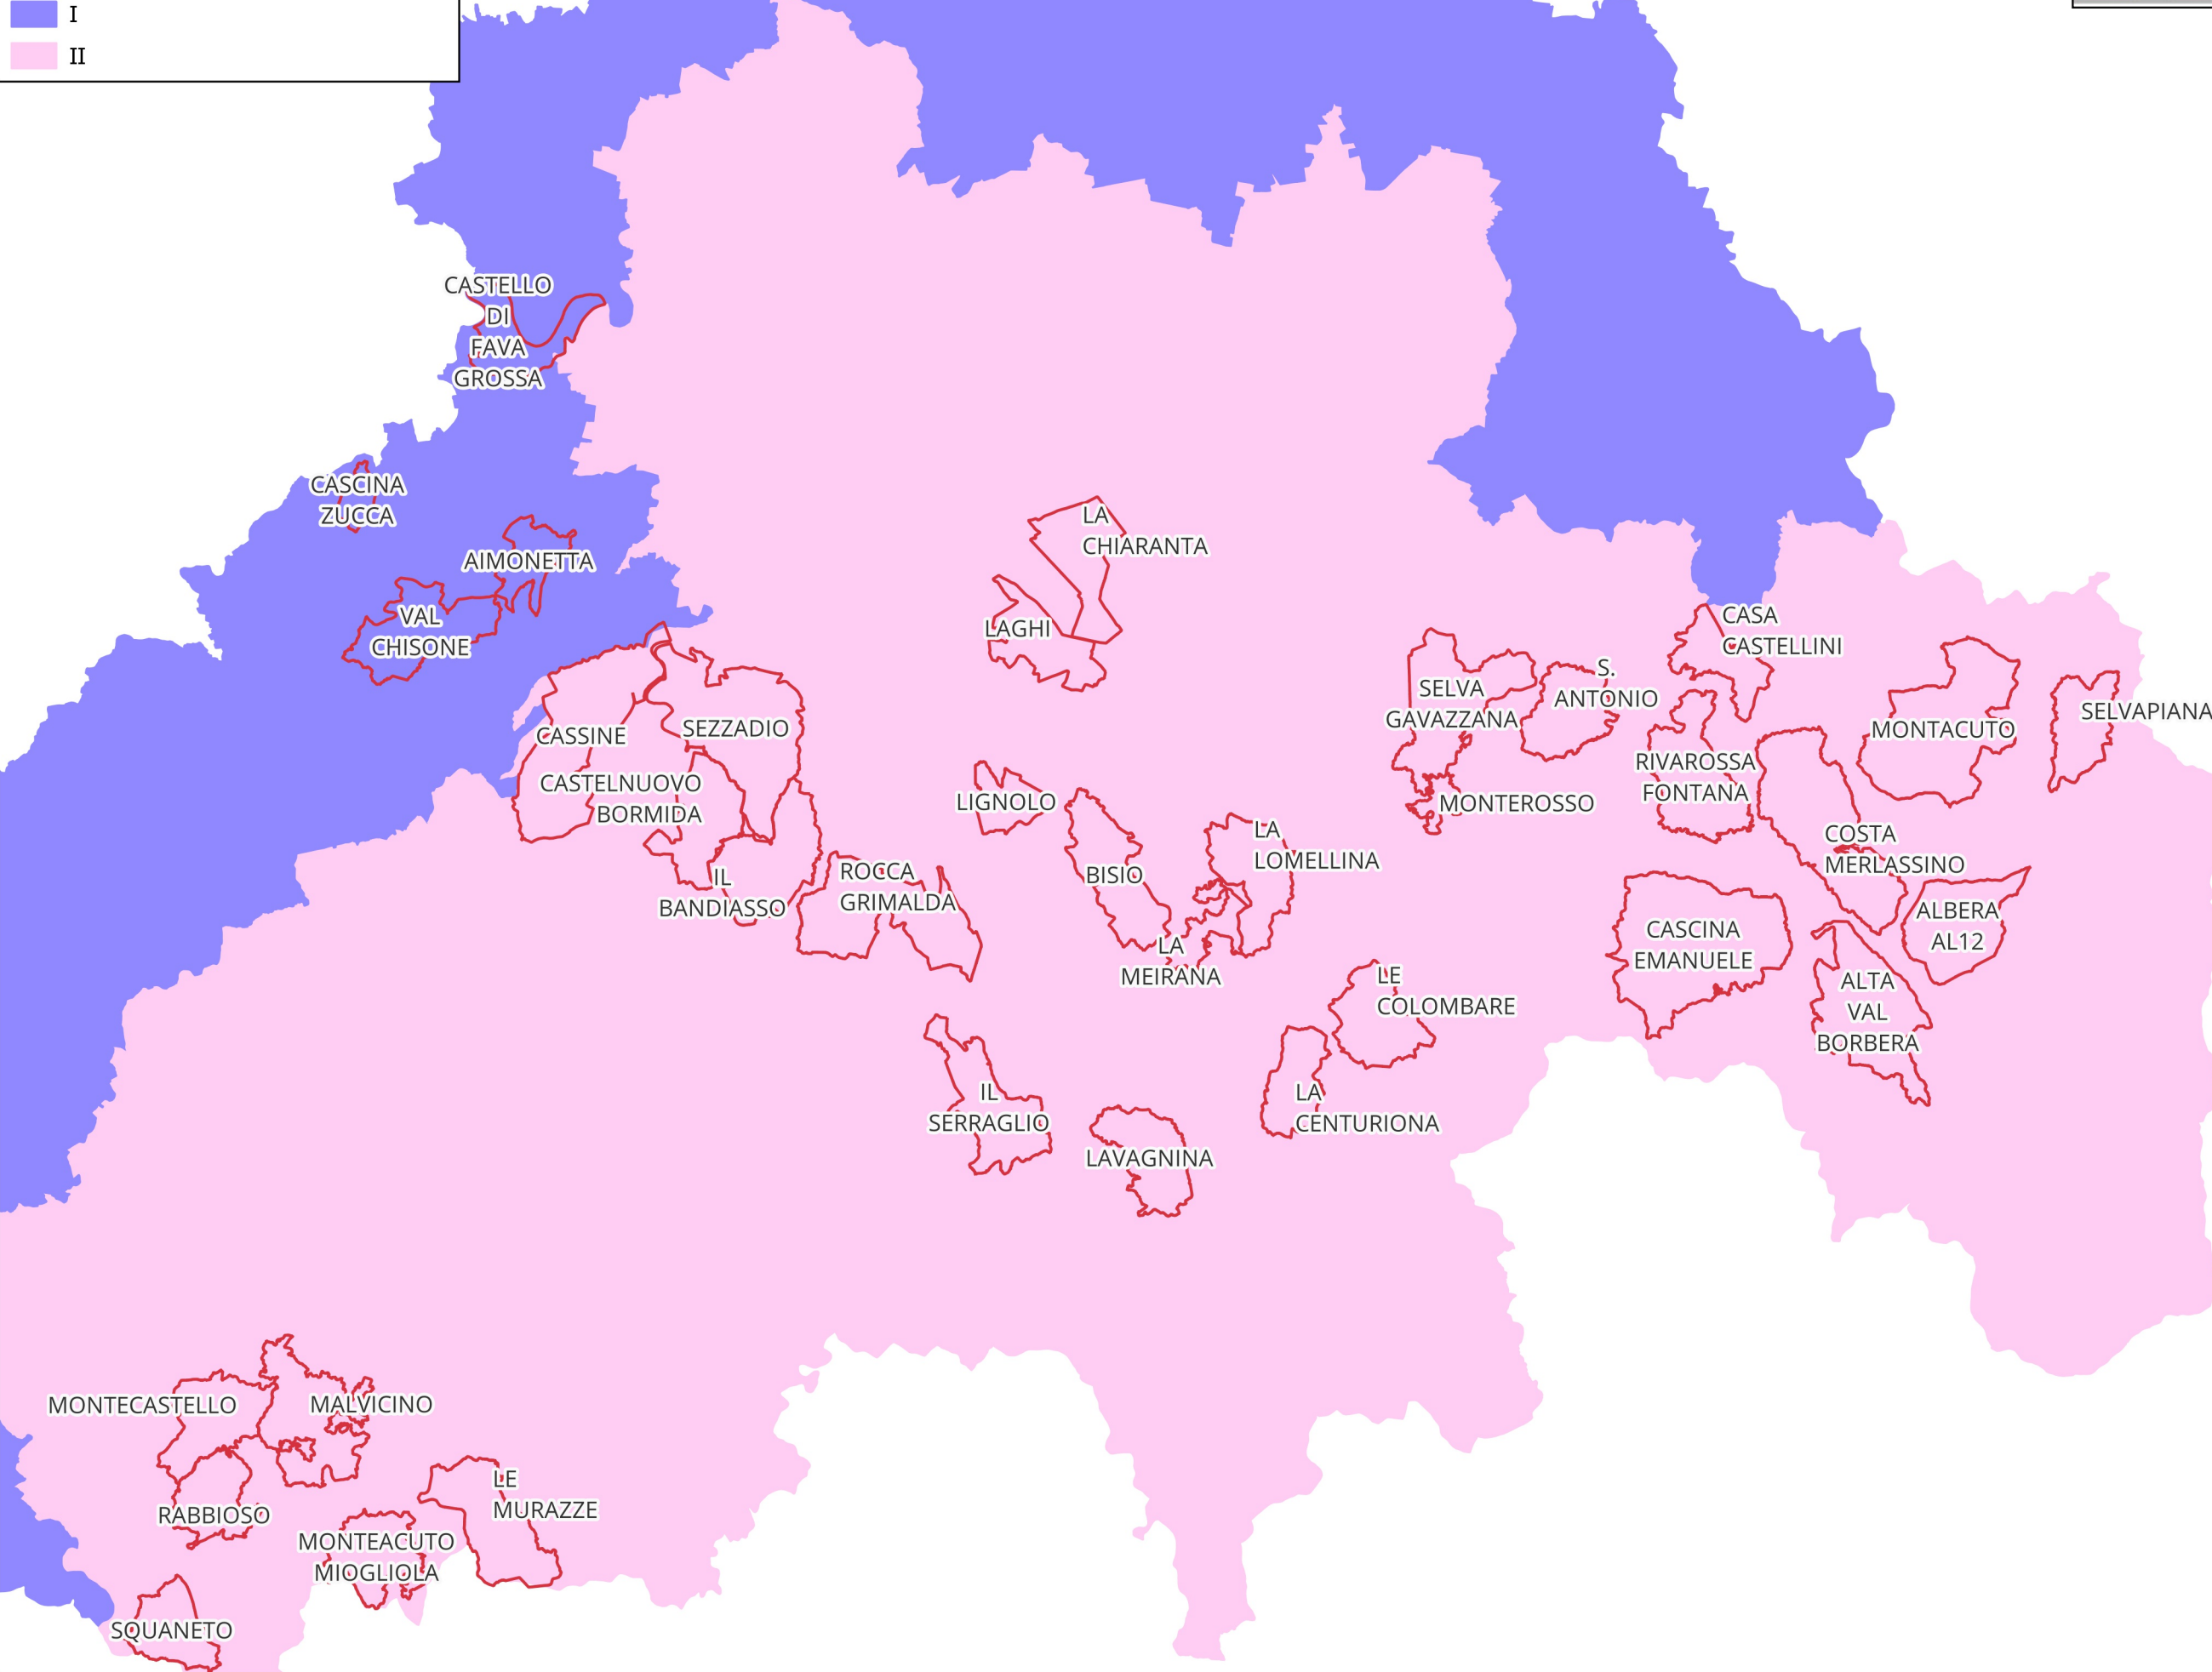 I
II
CASTELLO
DI
FAVA
GROSSA
CASCINA
ZUCCA
AIMONETTA
VAL
CHISONE
LA
CHIARANTA
LAGHI
CASSINE
SEZZADIO
CASTELNUOVO
BORMIDA
IL
BANDIASSO
ROCCA
GRIMALDA
LIGNOLO
BISIO
LA
LOMELLINA
LA
MEIRANA
SELVA
GAVAZZANA
S.
ANTONIO
MONTEROSSO
CASA
CASTELLINI
RIVAROSSA
FONTANA
MONTACUTO
SELVAPIANA
COSTA
MERLASSINO
ALBERA
AL12
CASCINA
EMANUELE
ALTA
VAL
BORBERA
LE
COLOMBARE
LA
CENTURIONA
IL
SERRAGLIO
LAVAGNINA
MONTECASTELLO
MALVICINO
RABBIOSO
LE
MURAZZE
MONTEACUTO
MIOGLIOLA
SQUANETO